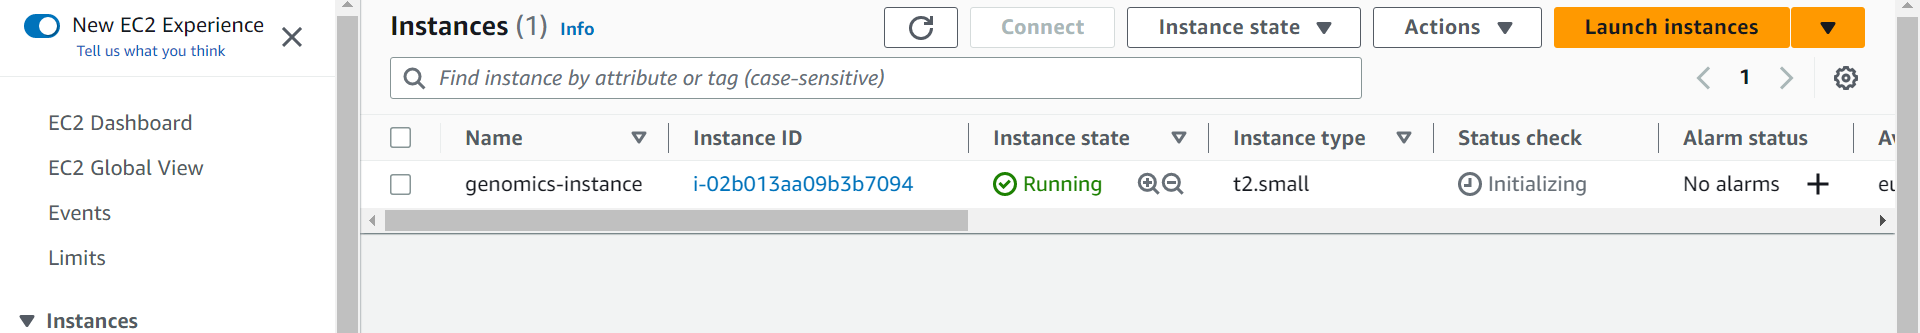 New EC2 Experience
Tell us what you think
EC2 Dashboard
EC2 Global View
Events
Limits
Instances
Instances (1) Info
Connect
Instance state
Actions
Launch instances
Find instance by attribute or tag (case-sensitive)
1
Name Instance ID Instance state Instance type Status check Alarm status
genomics-instance i-02b013aa09b3b7094 Running t2.small Initializing No alarms